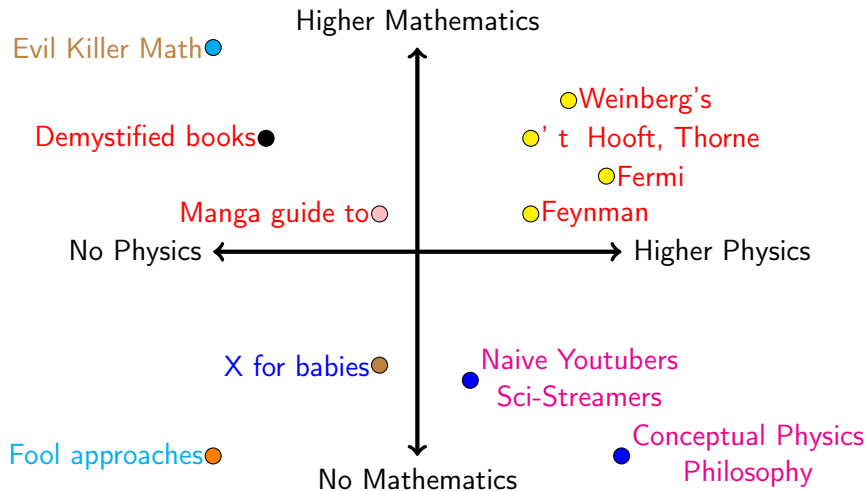 Higher Mathematics
Evil Killer Math
Weinberg's
Demystified books
' t Hooft, Thorne
Fermi
Manga guide to
Feynman
No Physics
Higher Physics
X for babies
Naive Youtubers
Sci-Streamers
Fool approaches
Conceptual Physics
Philosophy
No Mathematics